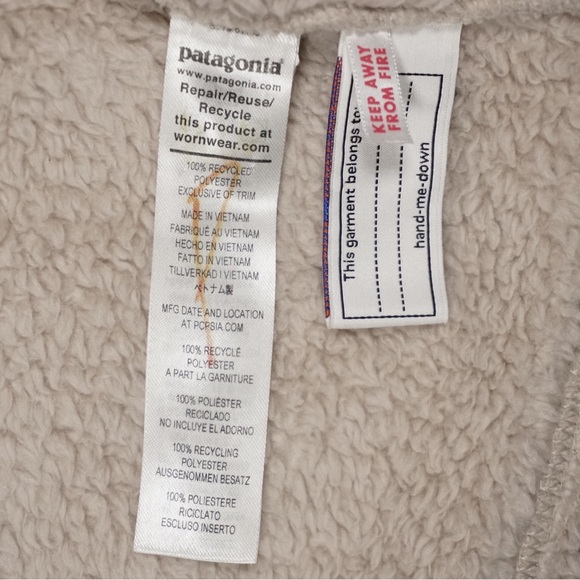 patagonia®
www.patagonia.com
Repair/Reuse/
Recycle
this product at
wornwear.com
100% RECYCLED
POLYESTER
EXCLUSIVE OF TRIM
MADE IN VIETNAM
FABRIQUÉ AU VIETNAM
HECHO EN VIETNAM
FATTO IN VIETNAM
TILLVERKAD I VIETNAM
ベトナム製
MFG DATE AND LOCATION
AT PCPSIA.COM
100% RECYCLÉ
POLYESTER
A PART LA GARNITURE
100% POLIÉSTER
RECICLADO
NO INCLUYE EL ADORNO
100% RECYCLING
POLYESTER
AUSGENOMMEN BESATZ
100% POLIESTERE
RICICLATO
ESCLUSO INSERTO
KEEP AWAY
FROM FIRE
This garment belongs to:
hand-me-down